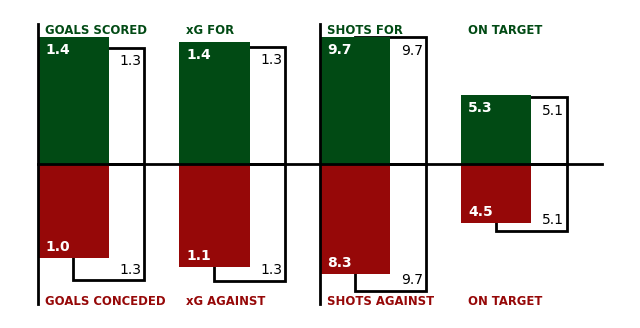 GOALS SCORED xG FOR SHOTS FOR ON TARGET
1.4 1.3 1.4 1.3 9.7 9.7 5.3 5.1
1.0 1.3 1.1 1.3 8.3 9.7 4.5 5.1
GOALS CONCEDED xG AGAINST SHOTS AGAINST ON TARGET